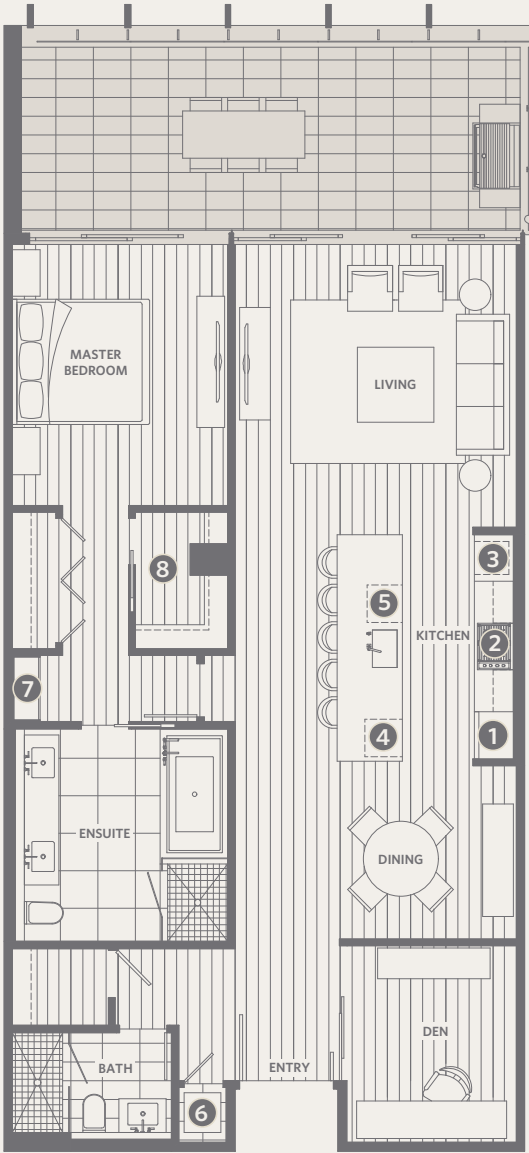 MASTER
BEDROOM
LIVING
8
3
5
KITCHEN
2
7
4
1
ENSUITE
DINING
DEN
BATH
ENTRY
6